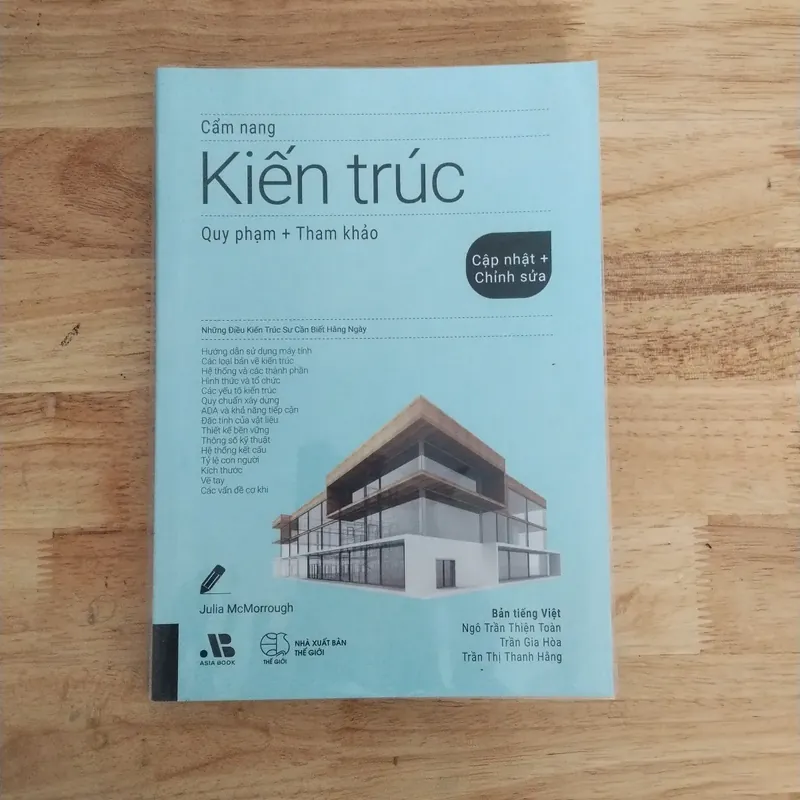 Cẩm nang
Kiến trúc
Quy phạm + Tham khảo
Cập nhật +
Chỉnh sửa
Những Điều Kiến Trúc Sư Cần Biết Hằng Ngày
Hướng dẫn sử dụng máy tính
Các loại bản vẽ kiến trúc
Hệ thống và các thành phần
Hình thức và tổ chức
Các yếu tố kiến trúc
Quy chuẩn xây dựng
ADA và khả năng tiếp cận
Đặc tính của vật liệu
Thiết kế bền vững
Thông số kỹ thuật
Hệ thống kết cấu
Tỷ lệ con người
Kích thước
Vẽ tay
Các vấn đề cơ khí
Julia McMorrough
AB
ASIA BOOK
THẾ GIỚI
NHÀ XUẤT BẢN
THẾ GIỚI
Bản tiếng Việt
Ngô Trần Thiện Toàn
Trần Gia Hòa
Trần Thị Thanh Hằng